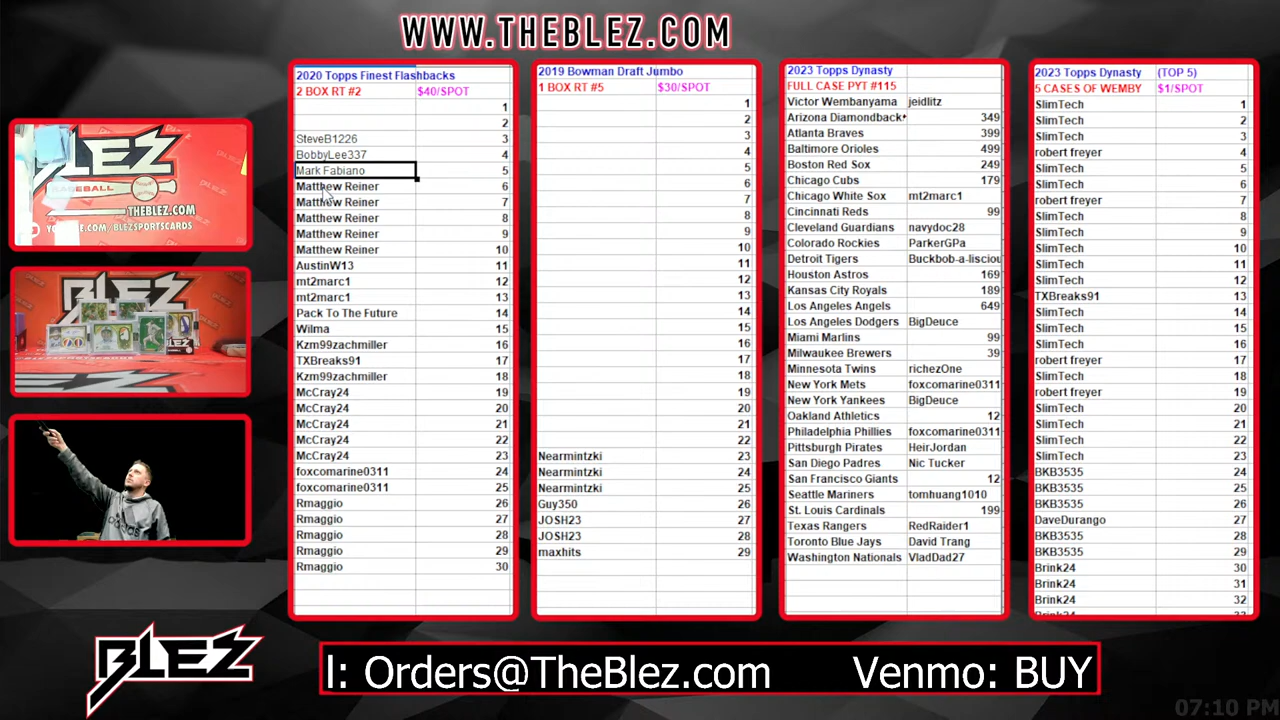 WWW.THEBLEZ.COM
2020 Topps Finest Flashbacks
2 BOX RT #2 $40/SPOT
1
2
SteveB1226 3
BobbyLee337 4
Mark Fabiano 5
Matthew Reiner 6
Matthew Reiner 7
Matthew Reiner 8
Matthew Reiner 9
Matthew Reiner 10
AustinW13 11
mt2marc1 12
mt2marc1 13
Pack To The Future 14
Wilma 15
Kzm99zachmiller 16
TXBreaks91 17
Kzm99zachmiller 18
McCray24 19
McCray24 20
McCray24 21
McCray24 22
McCray24 23
foxcomarine0311 24
foxcomarine0311 25
Rmaggio 26
Rmaggio 27
Rmaggio 28
Rmaggio 29
Rmaggio 30
2019 Bowman Draft Jumbo
1 BOX RT #5 $30/SPOT
1
2
3
4
5
6
7
8
9
10
11
12
13
14
15
16
17
18
19
20
21
22
Nearmintzki 23
Nearmintzki 24
Nearmintzki 25
Guy350 26
JOSH23 27
JOSH23 28
maxhits 29
2023 Topps Dynasty
FULL CASE PYT #115
Victor Wembanyama jeidlitz
Arizona Diamondback 349
Atlanta Braves 399
Baltimore Orioles 499
Boston Red Sox 249
Chicago Cubs 179
Chicago White Sox mt2marc1
Cincinnati Reds 99
Cleveland Guardians navydoc28
Colorado Rockies ParkerGPa
Detroit Tigers Buckbob-a-lisciou
Houston Astros 169
Kansas City Royals 189
Los Angeles Angels 649
Los Angeles Dodgers BigDeuce
Miami Marlins 99
Milwaukee Brewers 39
Minnesota Twins richezOne
New York Mets foxcomarine0311
New York Yankees BigDeuce
Oakland Athletics 12
Philadelphia Phillies foxcomarine0311
Pittsburgh Pirates HeirJordan
San Diego Padres Nic Tucker
San Francisco Giants 12
Seattle Mariners tomhuang1010
St. Louis Cardinals 199
Texas Rangers RedRaider1
Toronto Blue Jays David Trang
Washington Nationals VladDad27
2023 Topps Dynasty (TOP 5)
5 CASES OF WEMBY $1/SPOT
SlimTech 1
SlimTech 2
SlimTech 3
robert freyer 4
SlimTech 5
SlimTech 6
robert freyer 7
SlimTech 8
SlimTech 9
SlimTech 10
SlimTech 11
SlimTech 12
TXBreaks91 13
SlimTech 14
SlimTech 15
SlimTech 16
robert freyer 17
SlimTech 18
robert freyer 19
SlimTech 20
SlimTech 21
SlimTech 22
SlimTech 23
BKB3535 24
BKB3535 25
BKB3535 26
DaveDurango 27
BKB3535 28
BKB3535 29
Brink24 30
Brink24 31
Brink24 32
BLEZ
BASEBALL
THEBLEZ.COM
BLEZ
BLEZ
l: Orders@TheBlez.com Venmo: BUY
07:10 PM